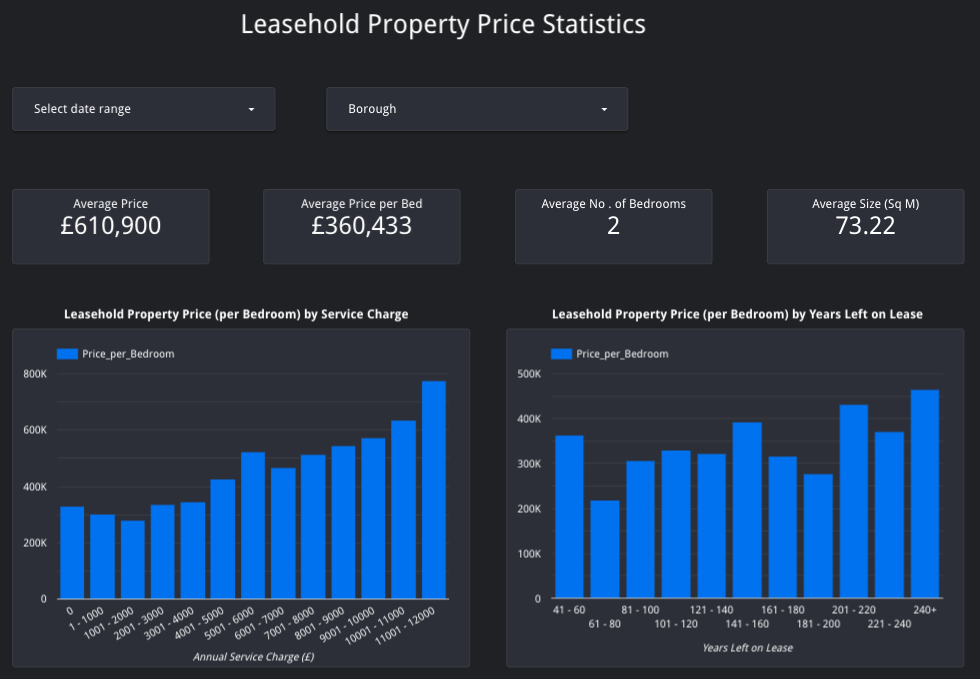 Leasehold Property Price Statistics
Select date range
Borough
Average Price
£610,900
Average Price per Bed
£360,433
Average No . of Bedrooms
2
Average Size (Sq M)
73.22
Leasehold Property Price (per Bedroom) by Service Charge
Price_per_Bedroom
800K
600K
400K
200K
0
0
1 - 1000
1001 - 2000
2001 -3000
3001 - 4000
4001 - 5000
5001 - 6000
6001 - 7000
7001 - 8000
8001 - 9000
9001 - 10000
10001 - 11000
11001 - 12000
Annual Service Charge (£)
Leasehold Property Price (per Bedroom) by Years Left on Lease
Price_per_Bedroom
500K
400K
300K
200K
100K
0
41 - 60
61 - 80
81 - 100
101 - 120
121 - 140
141 - 160
161 - 180
181 - 200
201 - 220
221 - 240
240+
Years Left on Lease